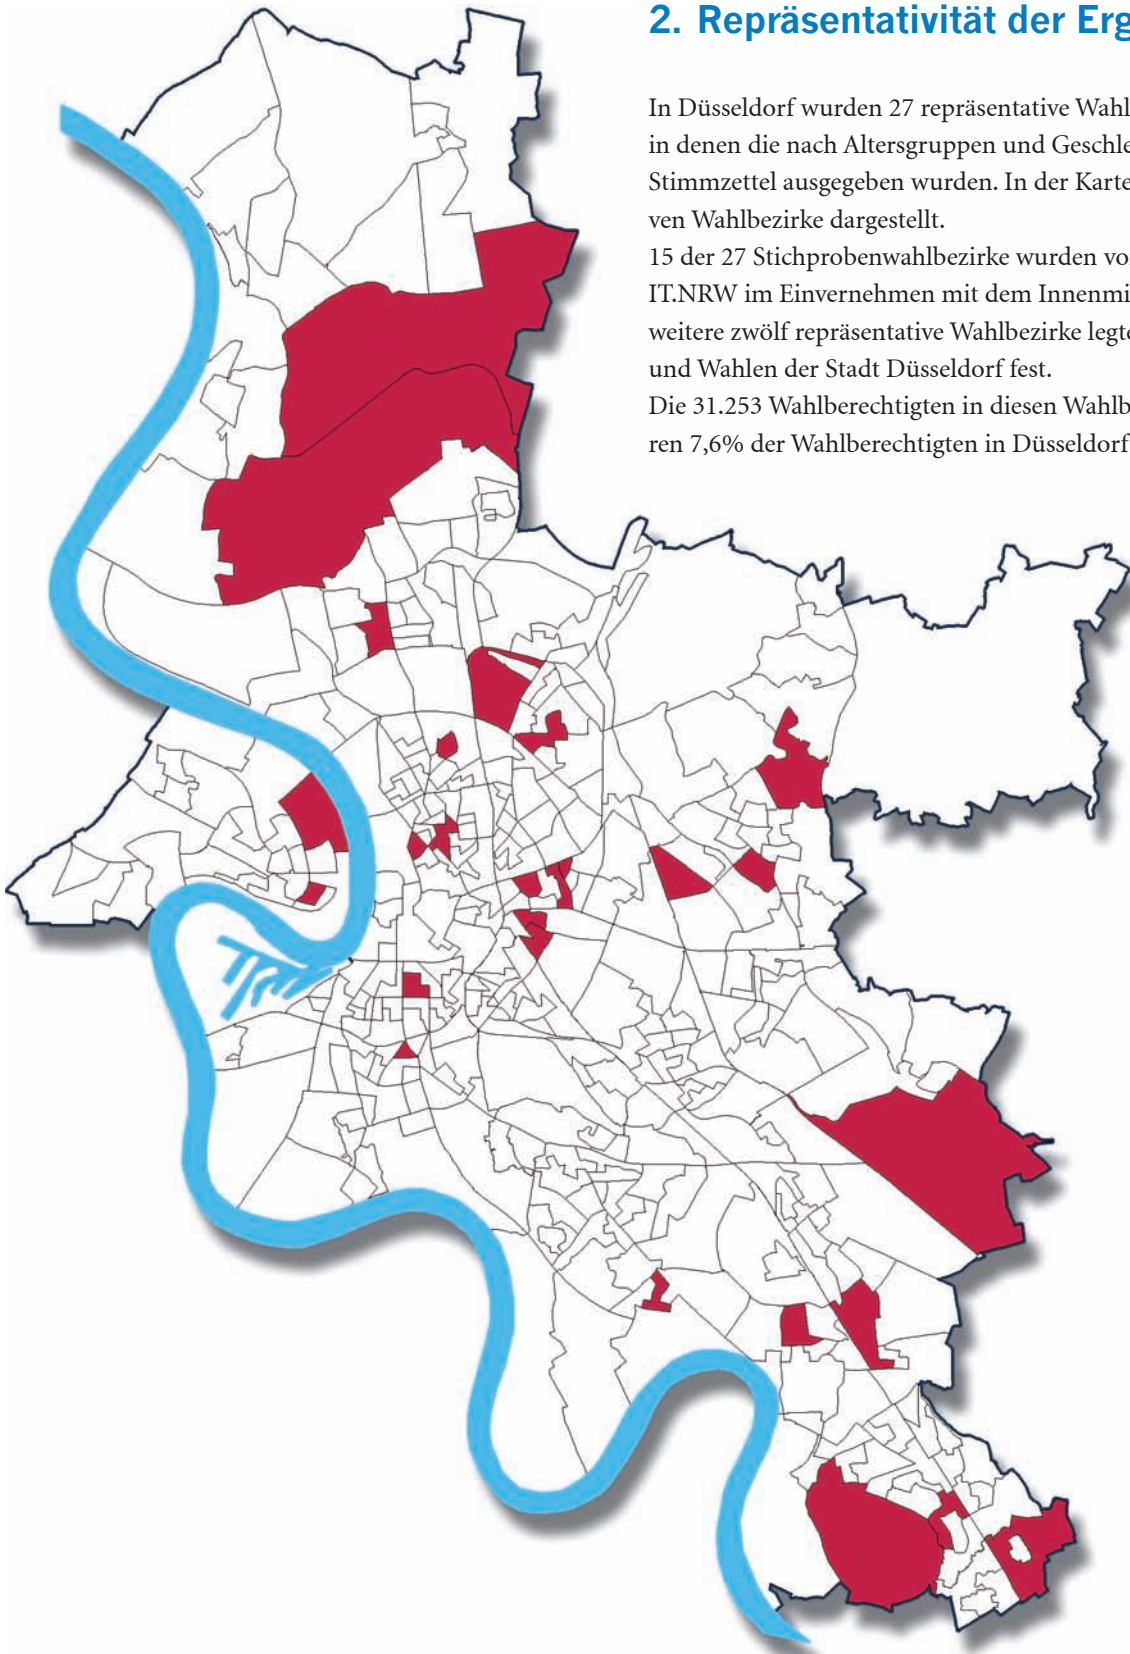 2. Repräsentativität der Erg
In Düsseldorf wurden 27 repräsentative Wahl
in denen die nach Altersgruppen und Geschle
Stimmzettel ausgegeben wurden. In der Karte
ven Wahlbezirke dargestellt.
15 der 27 Stichprobenwahlbezirke wurden vo
IT.NRW im Einvernehmen mit dem Innenmi
weitere zwölf repräsentative Wahlbezirke legte
und Wahlen der Stadt Düsseldorf fest.
Die 31.253 Wahlberechtigten in diesen Wahlb
ren 7,6% der Wahlberechtigten in Düsseldorf